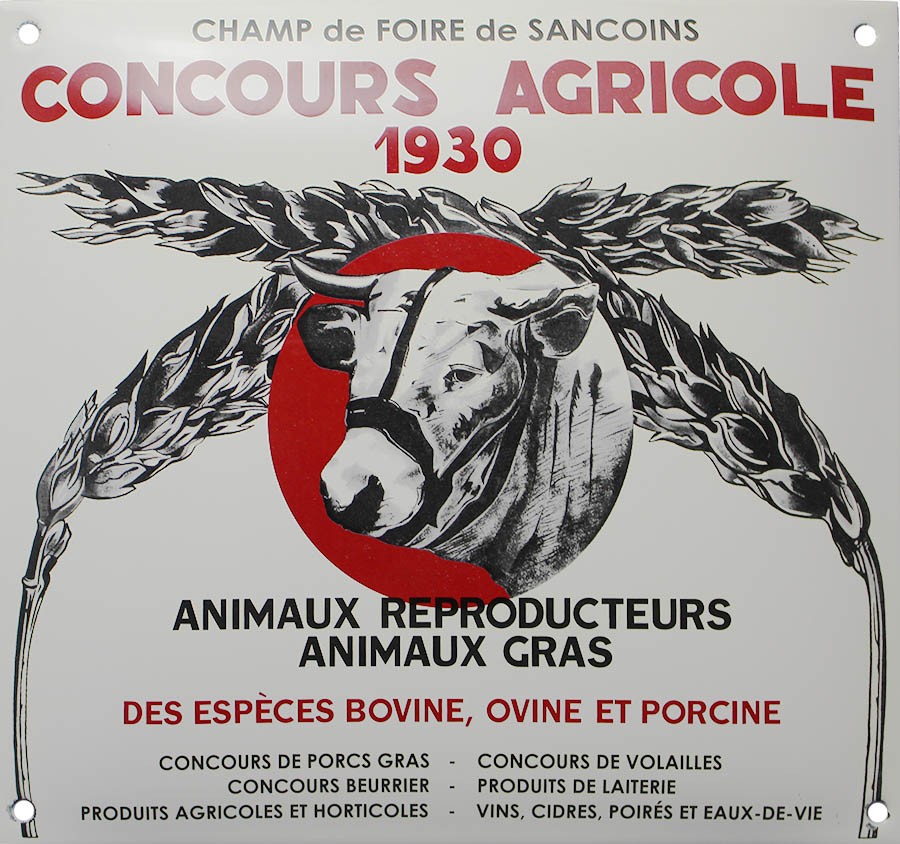 CHAMP de FOIRE de SANCOINS
CONCOURS AGRICOLE
1930
ANIMAUX REPRODUCTEURS
ANIMAUX GRAS
DES ESPÈCES BOVINE, OVINE ET PORCINE
CONCOURS DE PORCS GRAS - CONCOURS DE VOLAILLES
CONCOURS BEURRIER - PRODUITS DE LAITERIE
PRODUITS AGRICOLES ET HORTICOLES - VINS, CIDRES, POIRÉS ET EAUX-DE-VIE